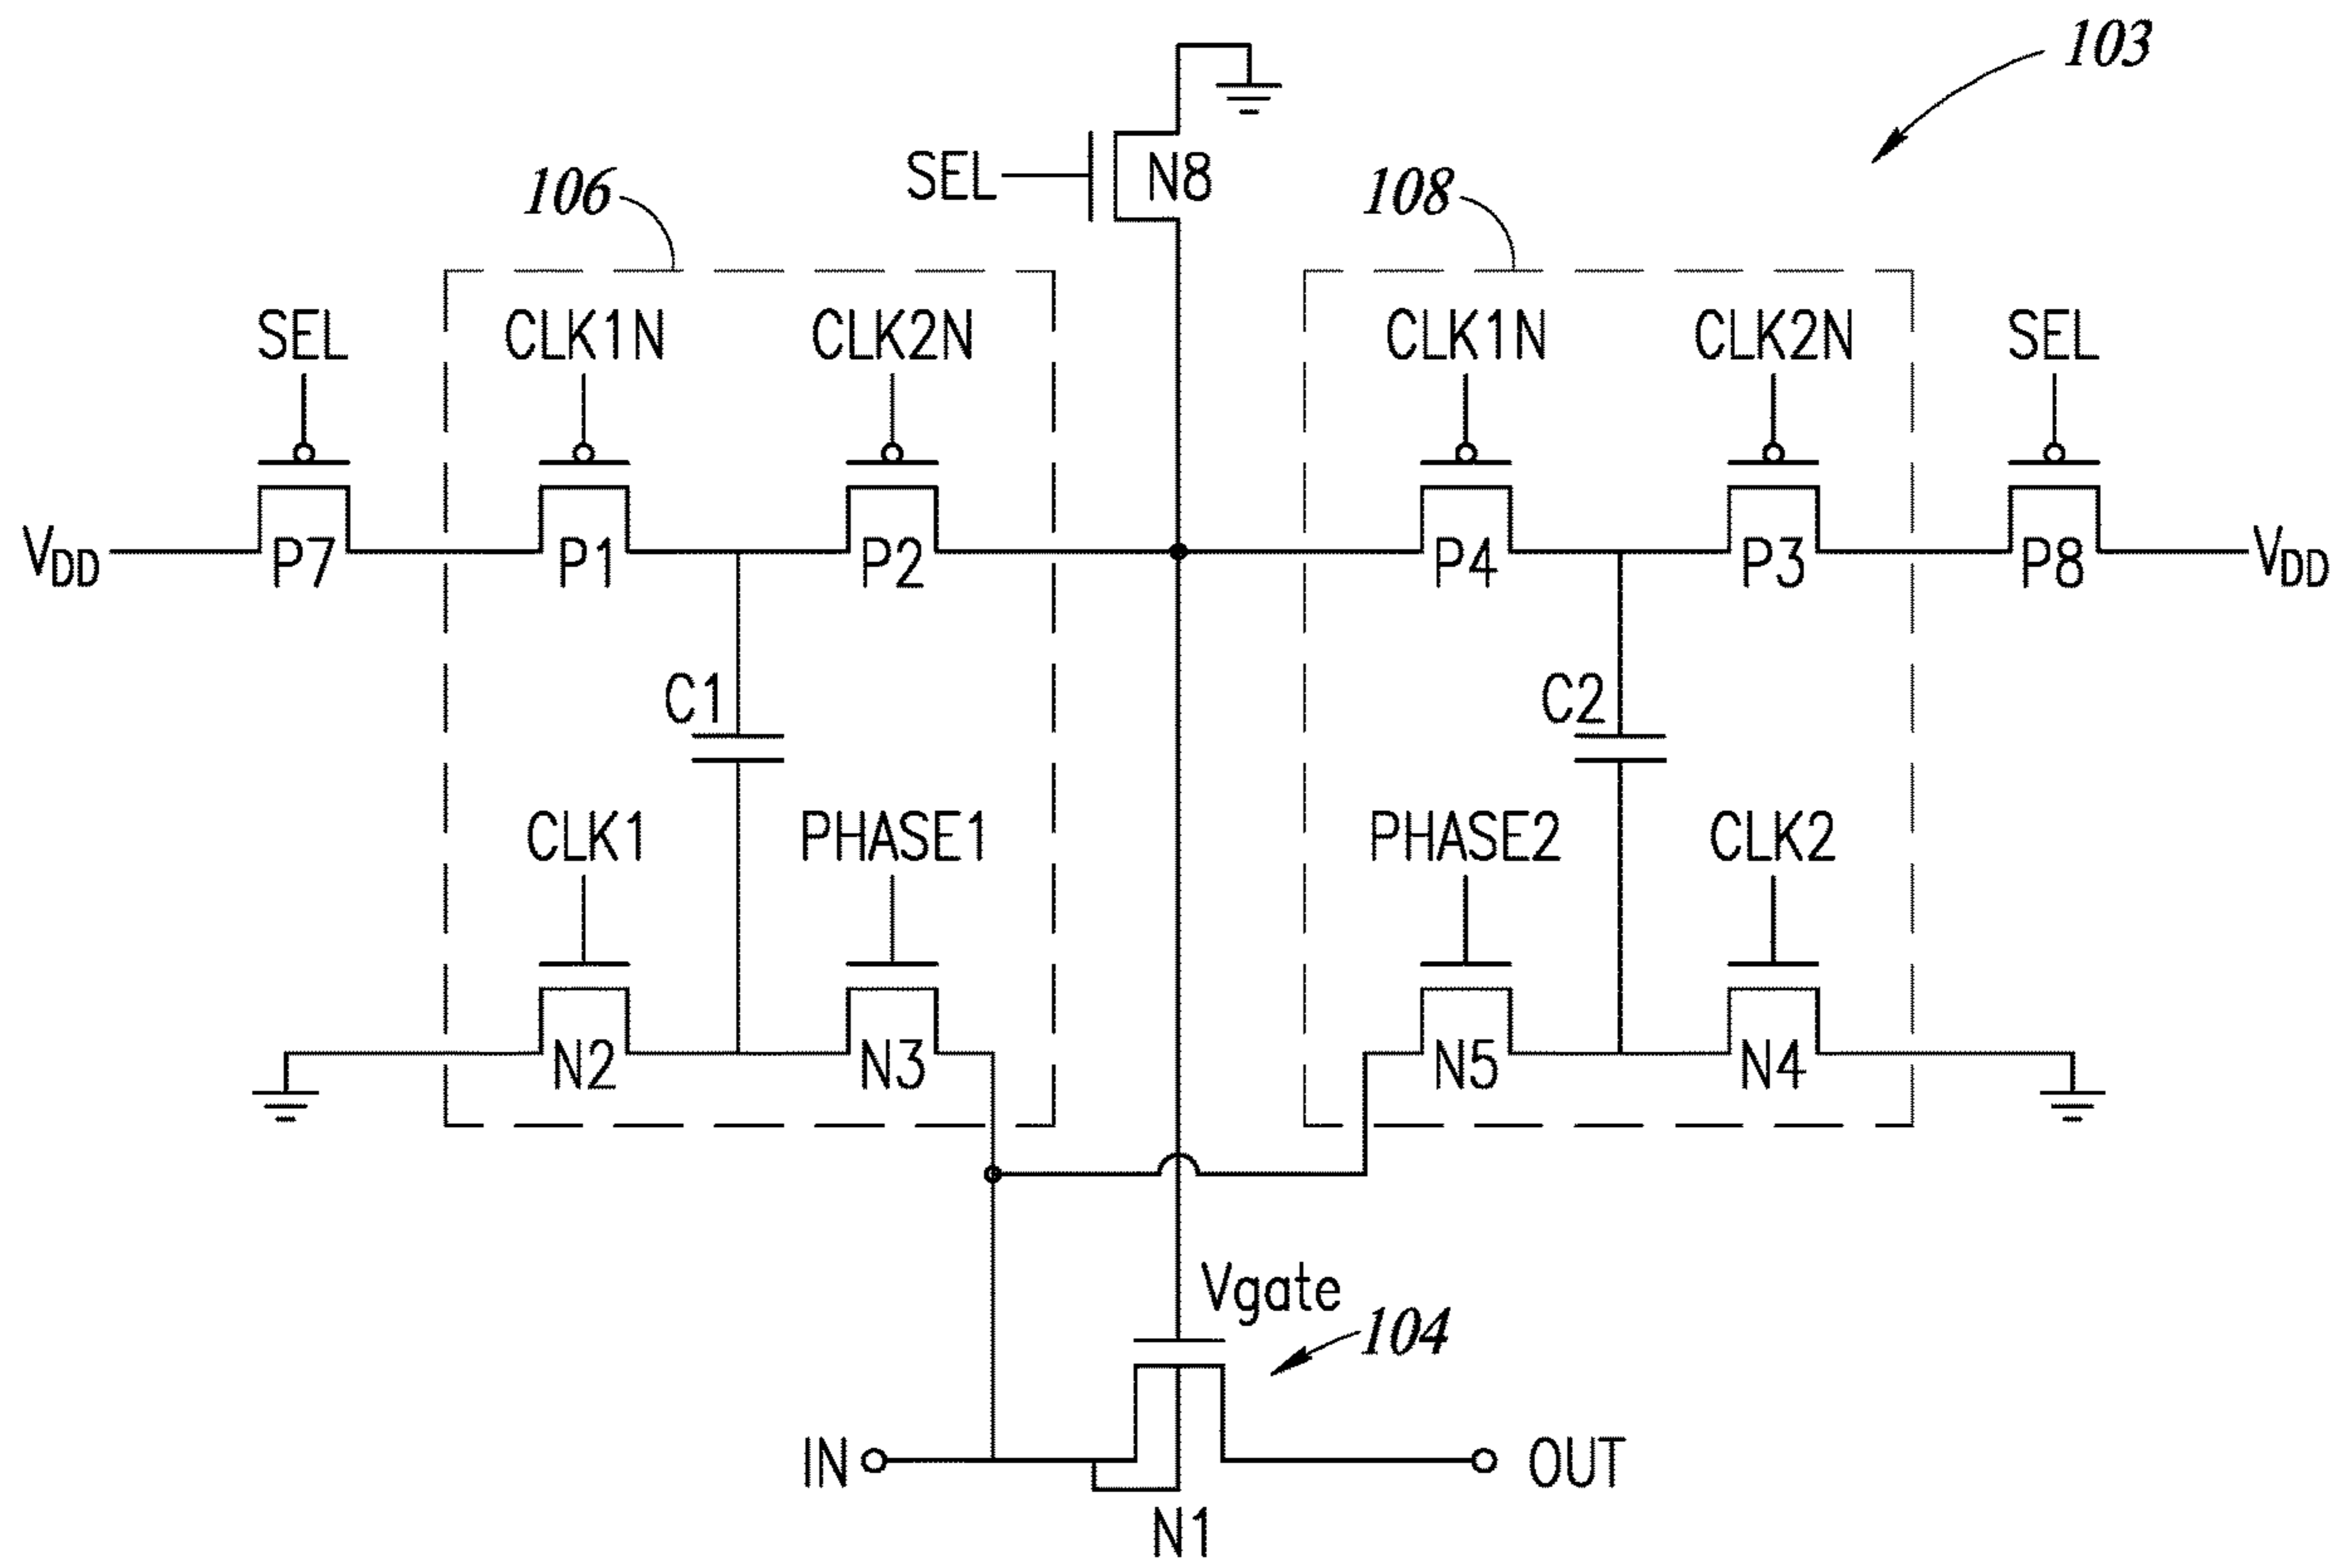 103
SEL
N8
106
108
SEL
CLK1N
CLK2N
CLK1N
CLK2N
SEL
VDD
P7
P1
P2
P4
P3
P8
VDD
C1
C2
CLK1
PHASE1
PHASE2
CLK2
N2
N3
N5
N4
Vgate
104
IN
OUT
N1